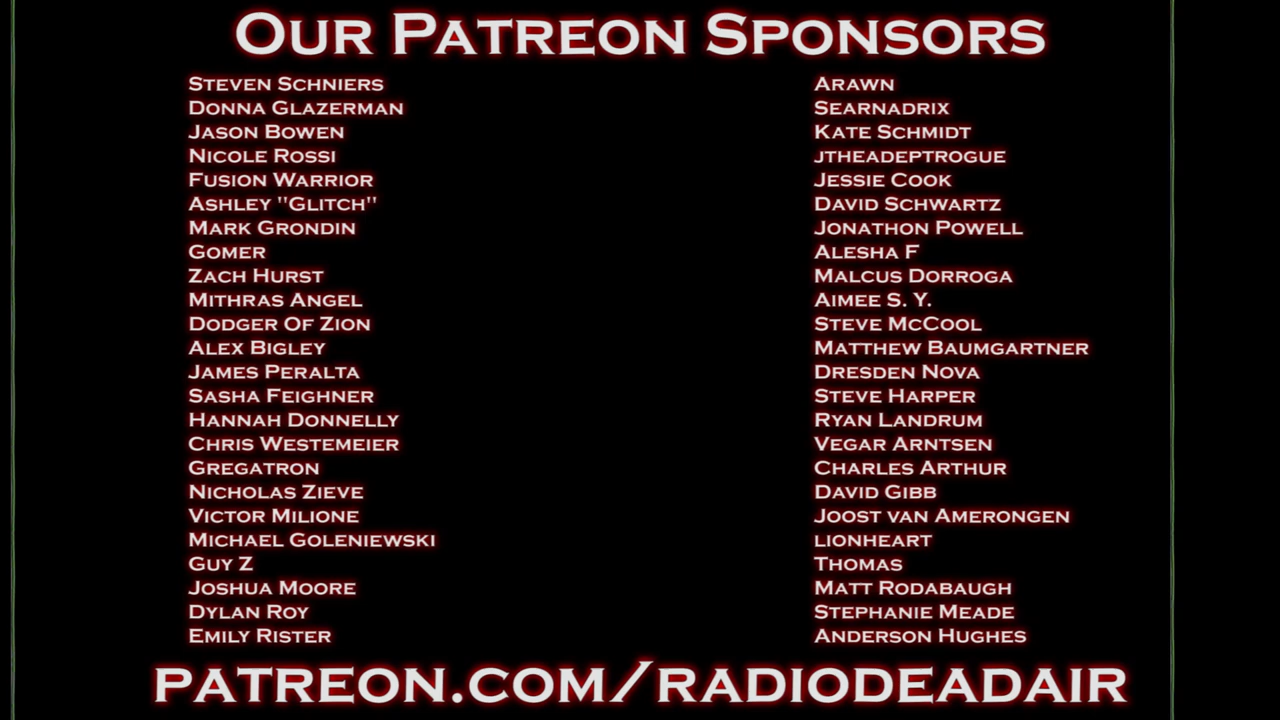 Our Patreon Sponsors
Steven Schniers
Donna Glazerman
Jason Bowen
Nicole Rossi
Fusion Warrior
Ashley "Glitch"
Mark Grondin
Gomer
Zach Hurst
Mithras Angel
Dodger Of Zion
Alex Bigley
James Peralta
Sasha Feighner
Hannah Donnelly
Chris Westemeier
Gregatron
Nicholas Zieve
Victor Milione
Michael Goleniewski
Guy Z
Joshua Moore
Dylan Roy
Emily Rister
Arawn
Searnadrix
Kate Schmidt
jtheadeptrogue
Jessie Cook
David Schwartz
Jonathon Powell
Alesha F
Malcus Dorroga
Aimee S. Y.
Steve McCool
Matthew Baumgartner
Dresden Nova
Steve Harper
Ryan Landrum
Vegar Arntsen
Charles Arthur
David Gibb
Joost van Amerongen
lionheart
Thomas
Matt Rodabaugh
Stephanie Meade
Anderson Hughes
patreon.com/radiodeadair